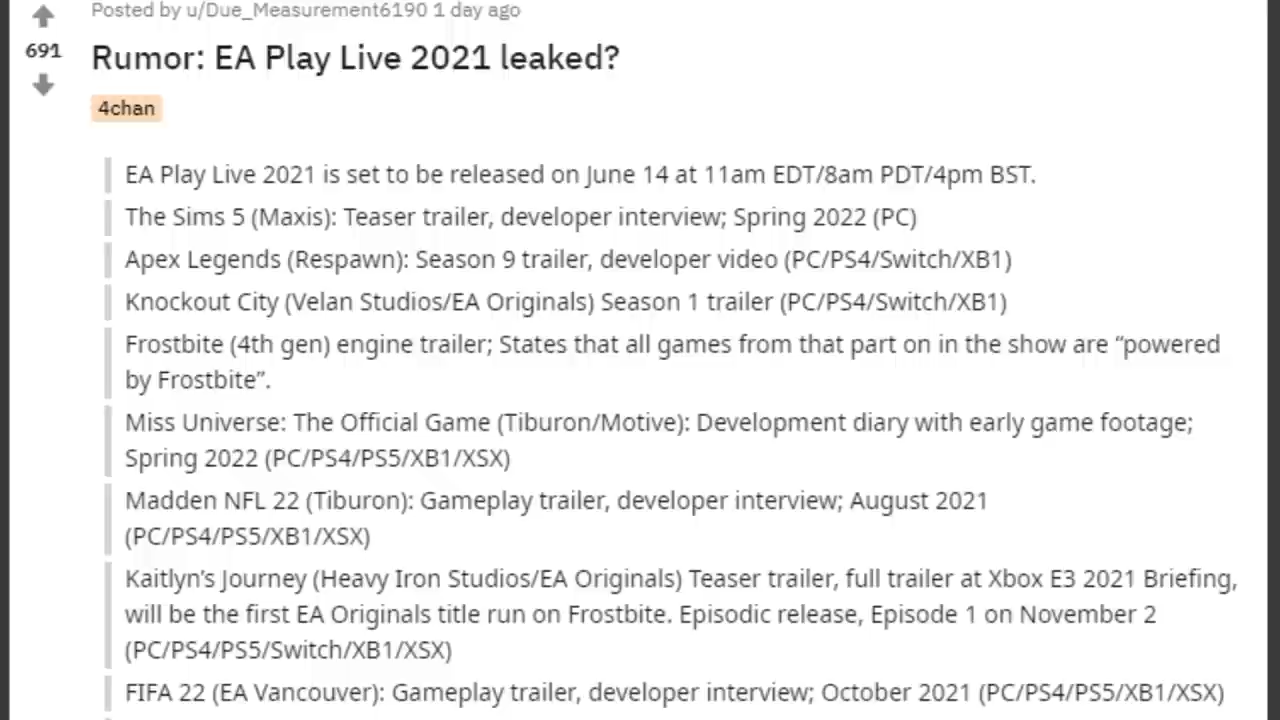 Posted by u/Due_Measurement6190 1 day ago
691
Rumor: EA Play Live 2021 leaked?
4chan
EA Play Live 2021 is set to be released on June 14 at 11am EDT/8am PDT/4pm BST.
The Sims 5 (Maxis): Teaser trailer, developer interview; Spring 2022 (PC)
Apex Legends (Respawn): Season 9 trailer, developer video (PC/PS4/Switch/XB1)
Knockout City (Velan Studios/EA Originals) Season 1 trailer (PC/PS4/Switch/XB1)
Frostbite (4th gen) engine trailer; States that all games from that part on in the show are “powered
by Frostbite”.
Miss Universe: The Official Game (Tiburon/Motive): Development diary with early game footage;
Spring 2022 (PC/PS4/PS5/XB1/XSX)
Madden NFL 22 (Tiburon): Gameplay trailer, developer interview; August 2021
(PC/PS4/PS5/XB1/XSX)
Kaitlyn’s Journey (Heavy Iron Studios/EA Originals) Teaser trailer, full trailer at Xbox E3 2021 Briefing,
will be the first EA Originals title run on Frostbite. Episodic release, Episode 1 on November 2
(PC/PS4/PS5/Switch/XB1/XSX)
FIFA 22 (EA Vancouver): Gameplay trailer, developer interview; October 2021 (PC/PS4/PS5/XB1/XSX)